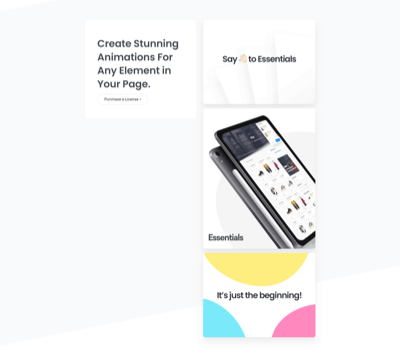 Create Stunning
Animations For
Any Element in
Your Page.
Purchase a License >
Say 👋🏼 to Essentials
Essentials
It's just the beginning!